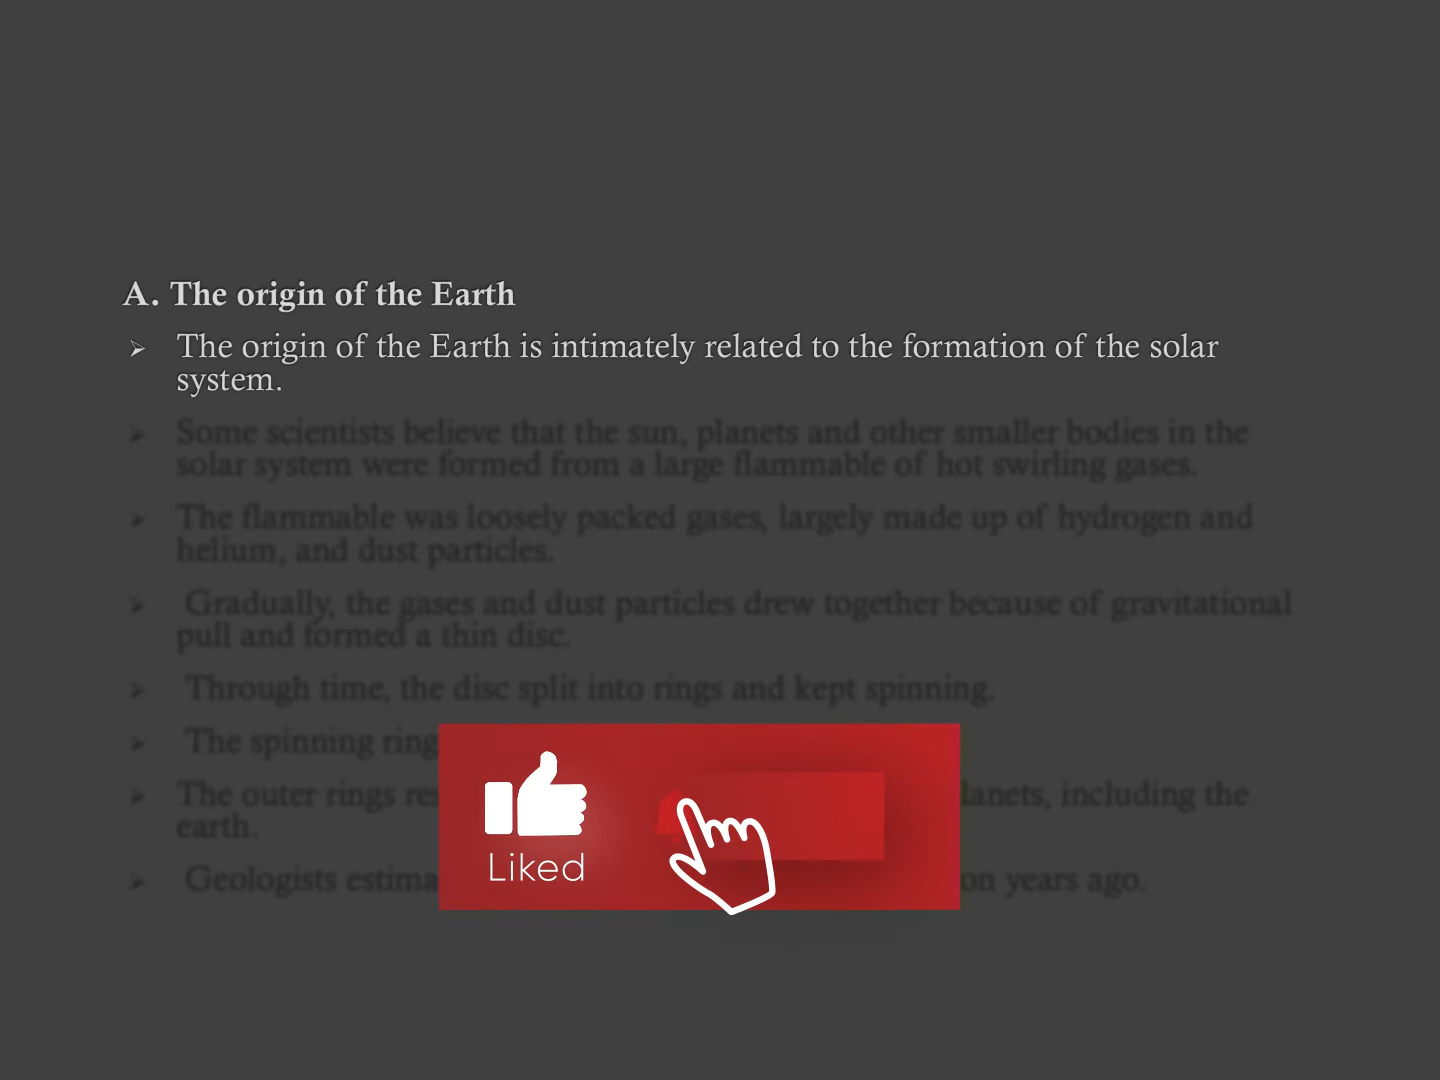 A. The origin of the Earth
➢ The origin of the Earth is intimately related to the formation of the solar
system.
➢ Some scientists believe that the sun, planets and other smaller bodies in the
solar system were formed from a large flammable of hot swirling gases.
➢ The flammable was loosely packed gases, largely made up of hydrogen and
helium, and dust particles.
➢ Gradually, the gases and dust particles drew together because of gravitational
pull and formed a thin disc.
➢ Through time, the disc split into rings and kept spinning.
➢ The spinning
➢ The outer rings including the
earth.
➢ Geologists years ago.
Liked